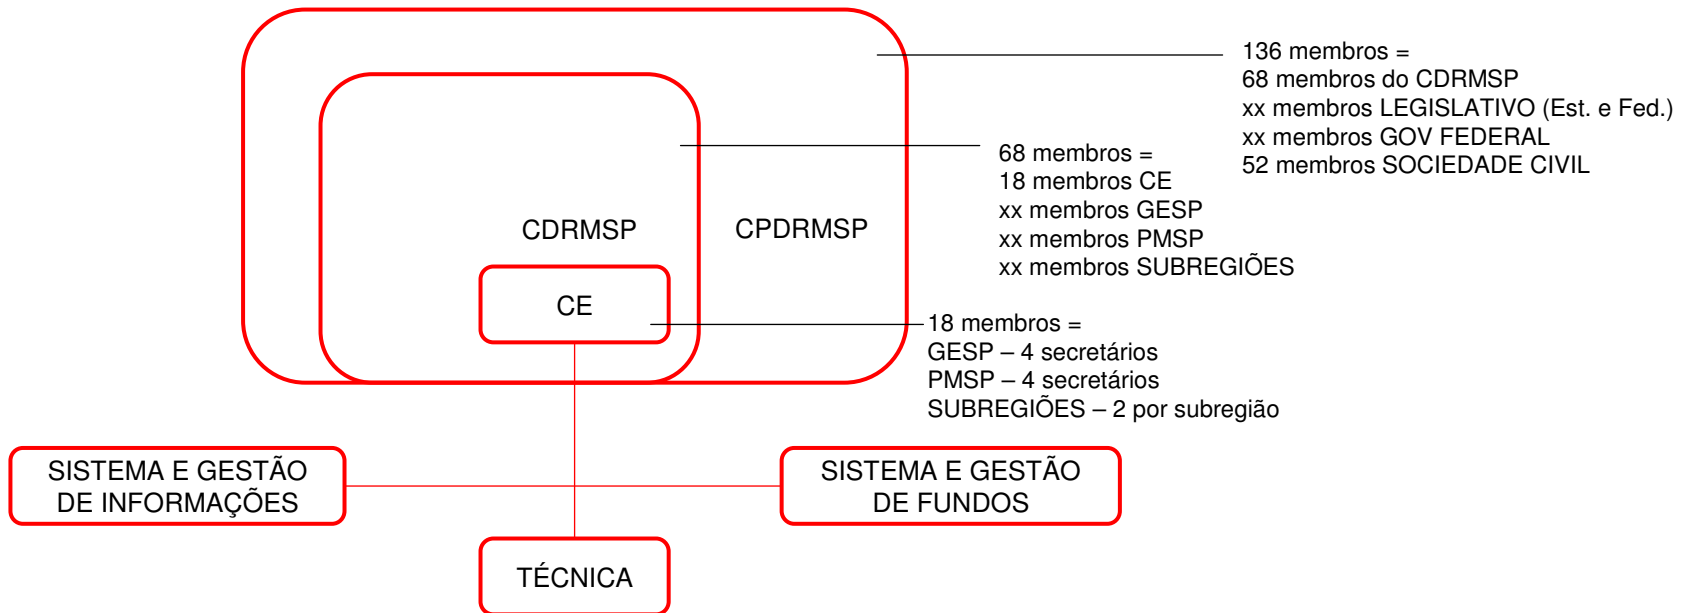 136 membros =
68 membros do CDRMSP
xx membros LEGISLATIVO (Est. e Fed.)
xx membros GOV FEDERAL
52 membros SOCIEDADE CIVIL
68 membros =
18 membros CE
xx membros GESP
xx membros PMSP
xx membros SUBREGIÕES
CDRMSP
CPDRMSP
CE
18 membros =
GESP – 4 secretários
PMSP – 4 secretários
SUBREGIÕES – 2 por subregião
SISTEMA E GESTÃO
DE INFORMAÇÕES
SISTEMA E GESTÃO
DE FUNDOS
TÉCNICA